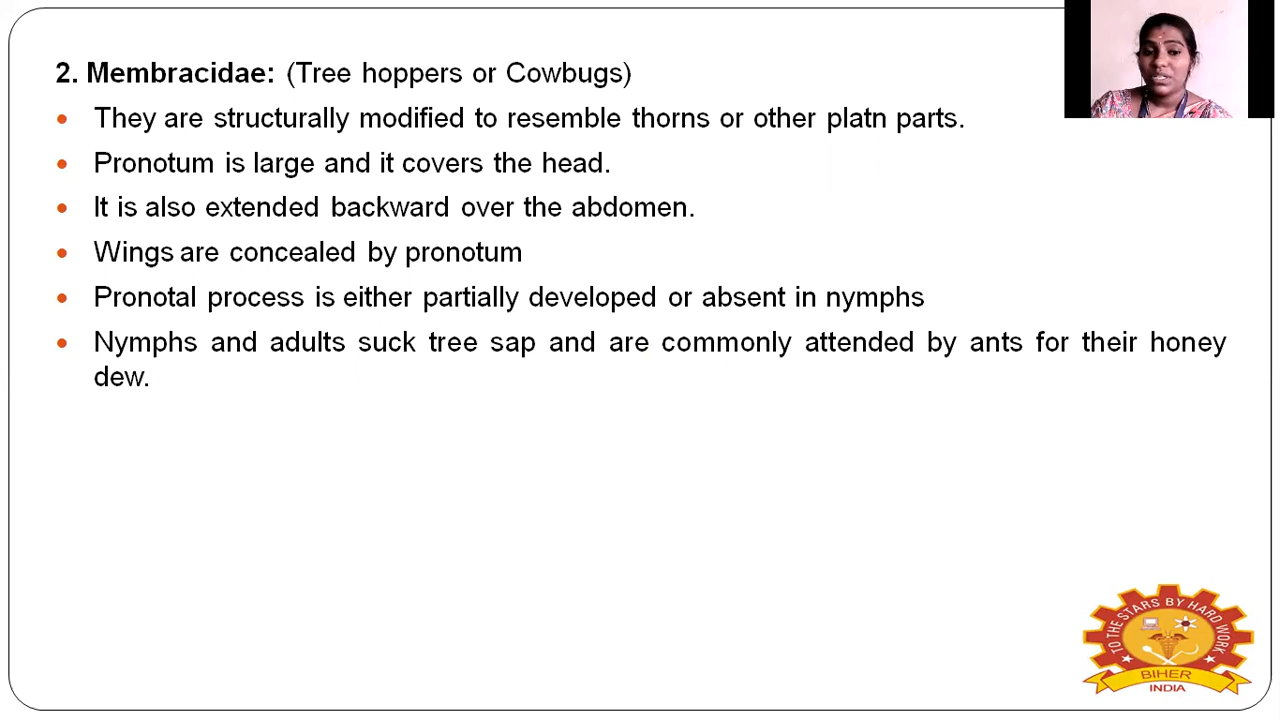 2. Membracidae: (Tree hoppers or Cowbugs)
• They are structurally modified to resemble thorns or other platn parts.
• Pronotum is large and it covers the head.
• It is also extended backward over the abdomen.
• Wings are concealed by pronotum
• Pronotal process is either partially developed or absent in nymphs
• Nymphs and adults suck tree sap and are commonly attended by ants for their honey
dew.
TO THE STARS BY HARD WORK
BIHER
INDIA